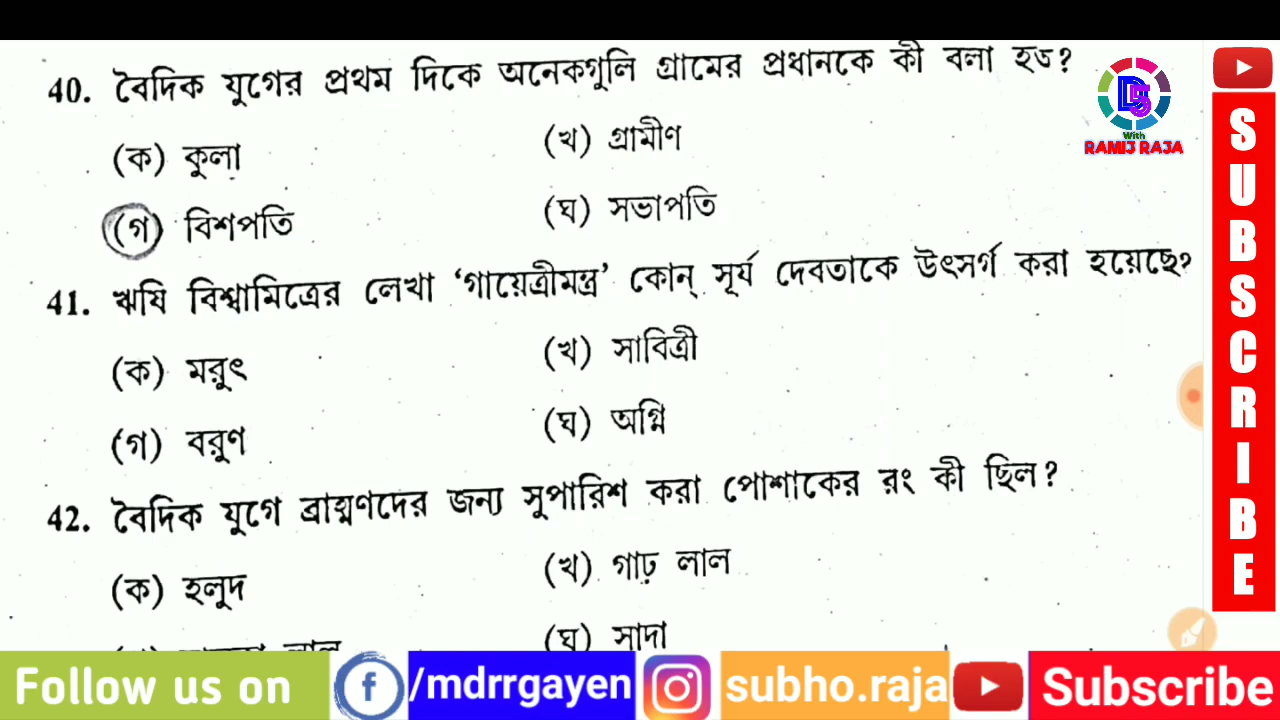 40. বৈদিক যুগের প্রথম দিকে অনেকগুলি গ্রামের প্রধানকে কী বলা হত?
(ক) কুলা (খ) গ্রামীণ
(গ) বিশপতি (ঘ) সভাপতি
41. ঋষি বিশ্বামিত্রের লেখা ‘গায়েত্রীমন্ত্র’ কোন্ সূর্য দেবতাকে উৎসর্গ করা হয়েছে?
(ক) মরুৎ (খ) সাবিত্রী
(গ) বরুণ (ঘ) অগ্নি
42. বৈদিক যুগে ব্রাহ্মণদের জন্য সুপারিশ করা পোশাকের রং কী ছিল?
(ক) হলুদ (খ) গাঢ় লাল
(ঘ) সাদা
With
RAMIJ RAJA
SUBSCRIBE
Follow us on f/mdrrgayen subho.raja Subscribe